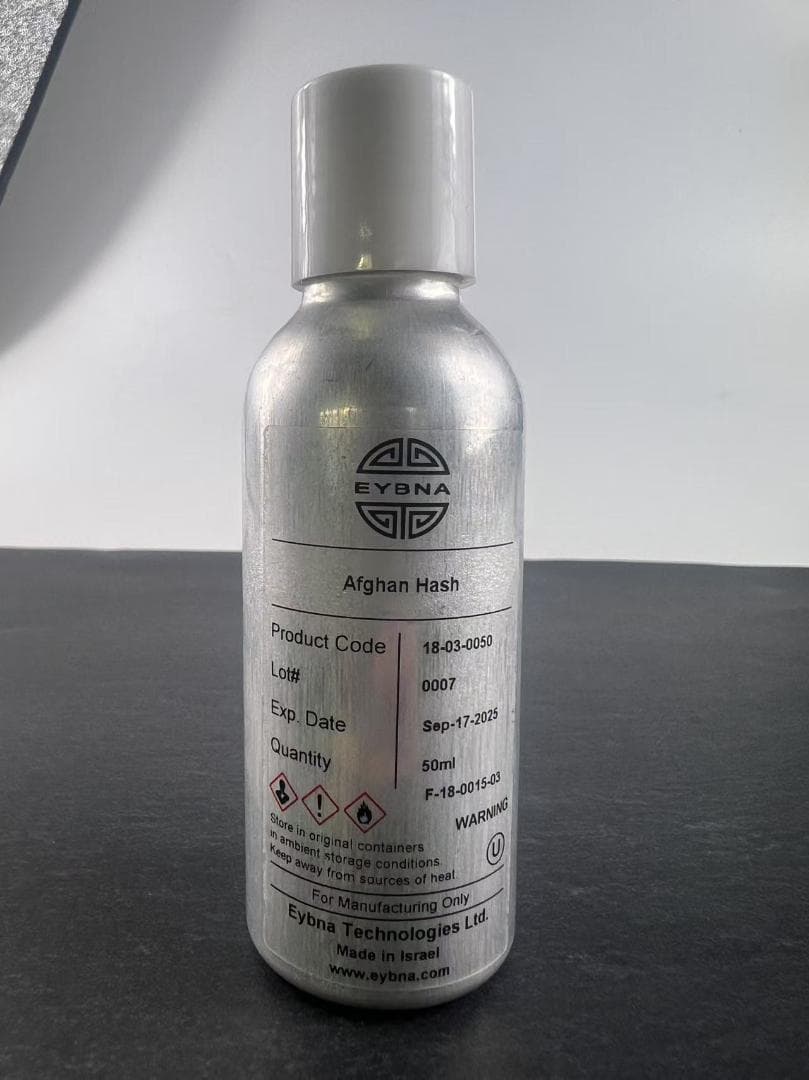 EYBNA
Afghan Hash
Product Code 18-03-0050
Lot# 0007
Exp. Date Sep-17-2025
Quantity 50ml
F-18-0015-03
WARNING
Store in original containers
in ambient storage conditions.
Keep away from sources of heat.
U
For Manufacturing Only
Eybna Technologies Ltd.
Made in Israel
www.eybna.com